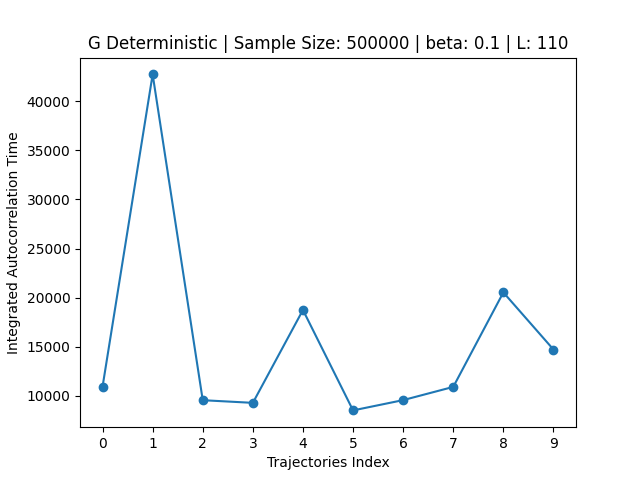 G Deterministic | Sample Size: 500000 | beta: 0.1 | L: 110
Integrated Autocorrelation Time
40000
35000
30000
25000
20000
15000
10000
0 1 2 3 4 5 6 7 8 9
Trajectories Index